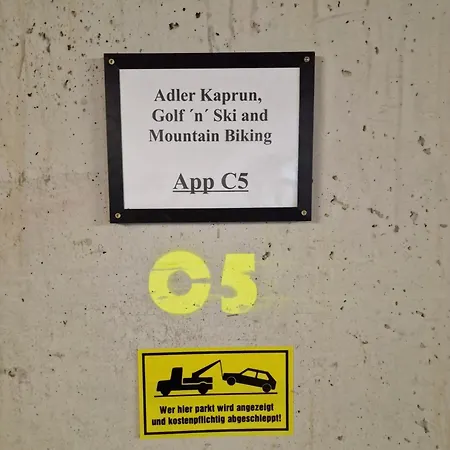 Adler Kaprun,
Golf ´n´ Ski and
Mountain Biking
App C5
C5
Wer hier parkt wird angezeigt
und kostenpflichtig abgeschleppt!